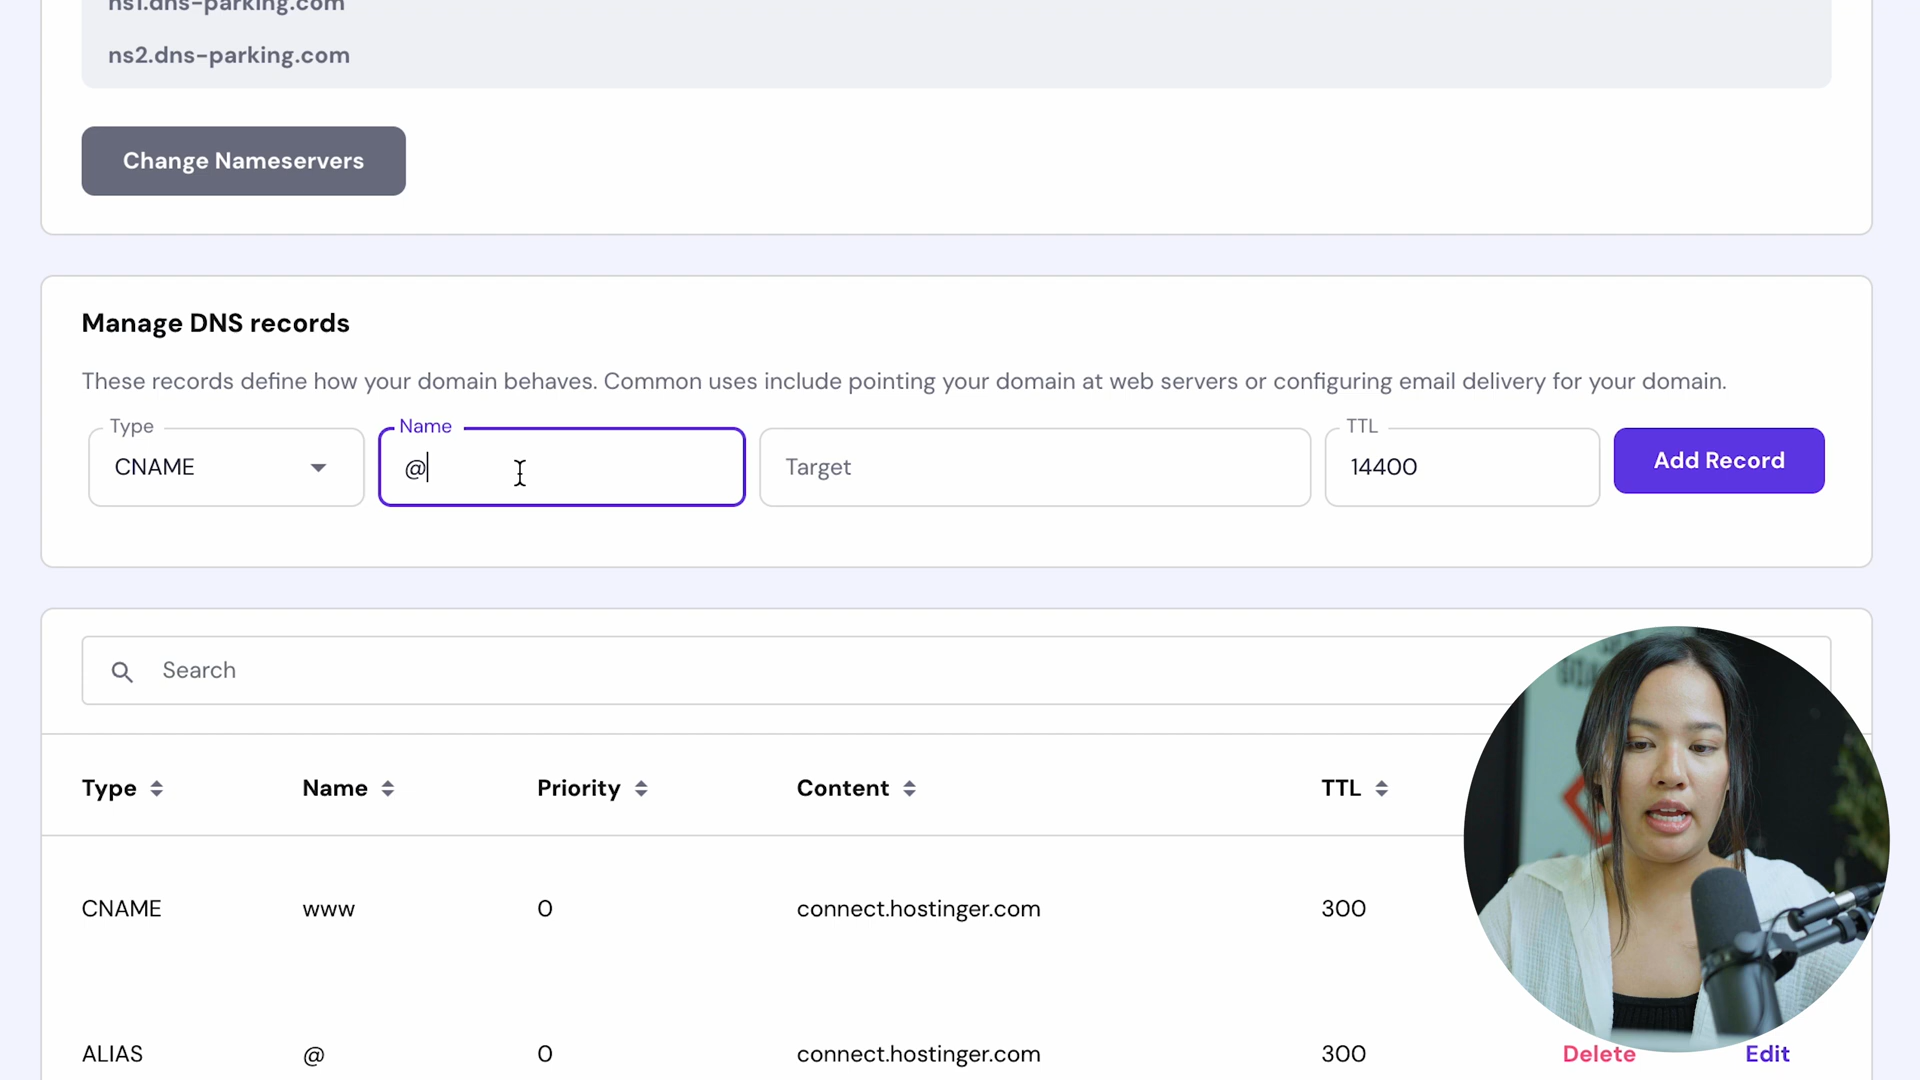 ns1.dns-parking.com
ns2.dns-parking.com
Change Nameservers
Manage DNS records
These records define how your domain behaves. Common uses include pointing your domain at web servers or configuring email delivery for your domain.
Type
CNAME
Name
@
Target
TTL
14400
Add Record
Search
Type Name Priority Content TTL
CNAME www 0 connect.hostinger.com 300
ALIAS @ 0 connect.hostinger.com 300 Delete Edit